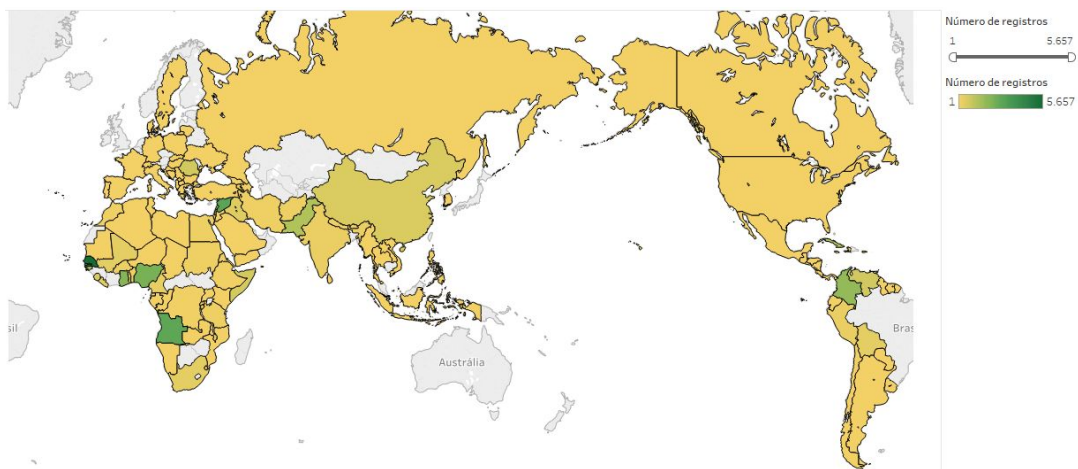 Número de registros
1 5.657
Número de registros
1 5.657
sil
Bras
Austrália